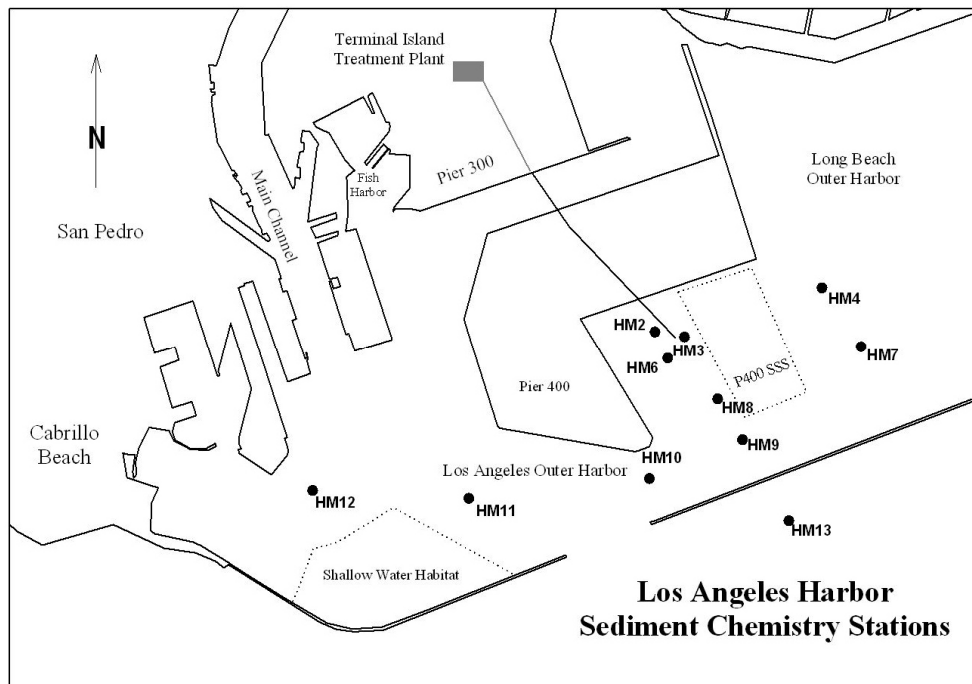 Terminal Island
Treatment Plant
N
Main Channel
Fish
Harbor
Pier 300
Long Beach
Outer Harbor
San Pedro
HM4
HM2
HM3
HM6
HM7
Pier 400
P400 SSS
HM8
Cabrillo
Beach
HM9
Los Angeles Outer Harbor
HM10
HM12
HM11
HM13
Shallow Water Habitat
Los Angeles Harbor
Sediment Chemistry Stations